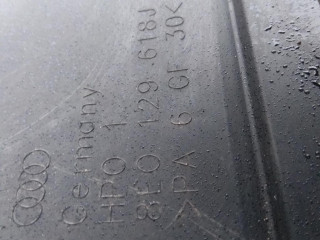 Germany
HPO 1
8E0 129 618J
>PA 6 GF 30<